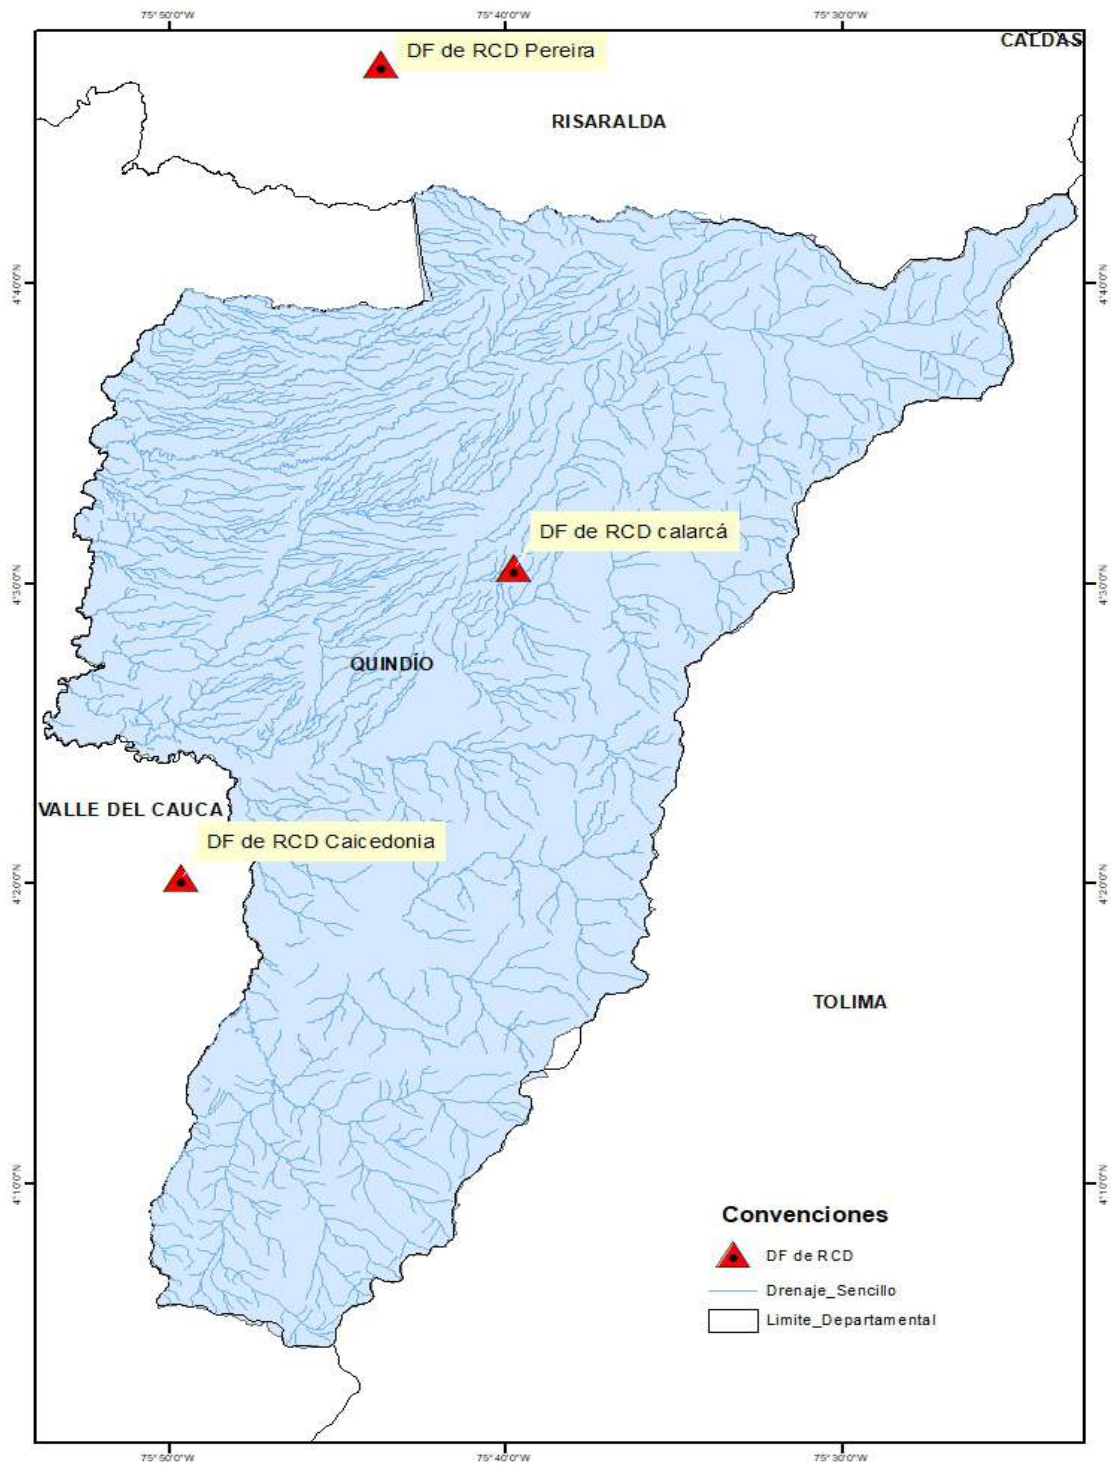 75°50'0"W
75°40'0"W
75°30'0"W
CALDAS
DF de RCD Pereira
RISARALDA
4°40'0"N
4°40'0"N
DF de RCD calarcá
4°30'0"N
4°30'0"N
QUINDÍO
VALLE DEL CAUCA
DF de RCD Caicedonia
4°20'0"N
4°20'0"N
TOLIMA
4°10'0"N
4°10'0"N
Convenciones
DF de RCD
Drenaje_Sencillo
Limite_Departamental
75°50'0"W
75°40'0"W
75°30'0"W